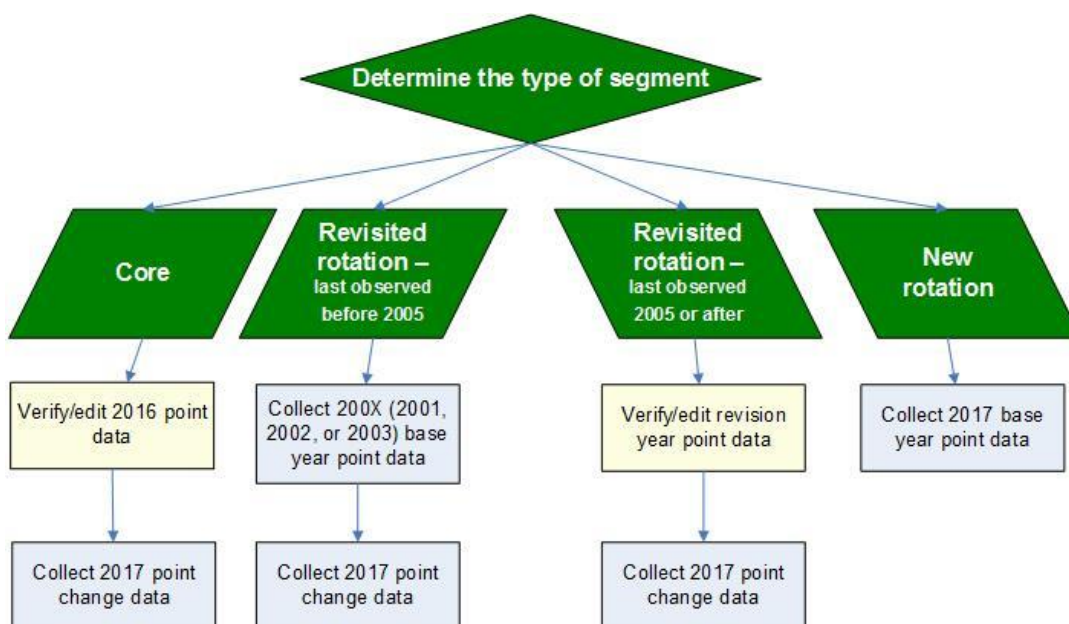 Determine the type of segment
Core
Revisited
rotation –
last observed
before 2005
Revisited
rotation –
last observed
2005 or after
New
rotation
Verify/edit 2016 point
data
Collect 200X (2001,
2002, or 2003) base
year point data
Verify/edit revision
year point data
Collect 2017 base
year point data
Collect 2017 point
change data
Collect 2017 point
change data
Collect 2017 point
change data